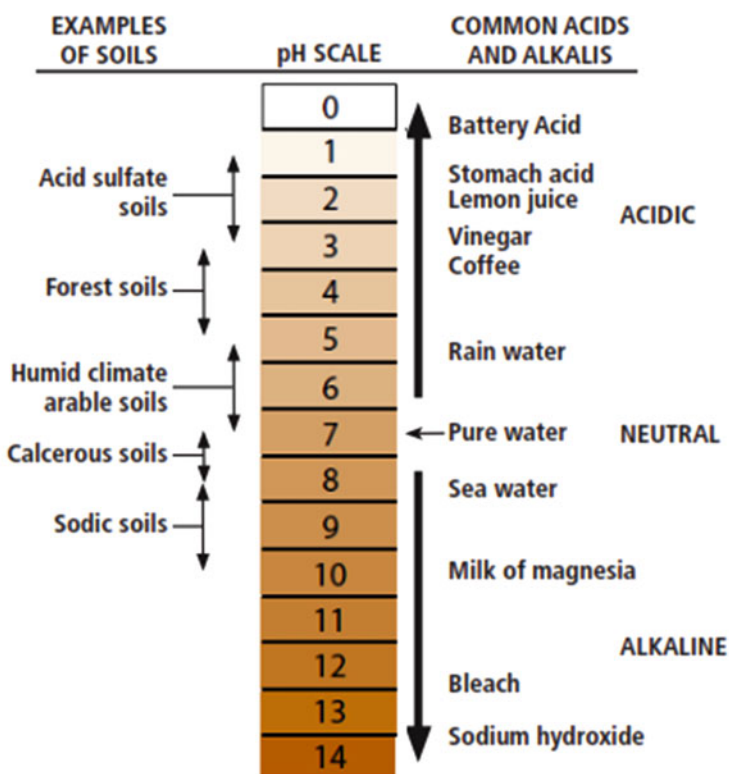 EXAMPLES
OF SOILS
pH SCALE
COMMON ACIDS
AND ALKALIS
0
1
2
3
4
5
6
7
8
9
10
11
12
13
14
Acid sulfate
soils
Forest soils
Humid climate
arable soils
Calcerous soils
Sodic soils
Battery Acid
Stomach acid
Lemon juice
Vinegar
Coffee
Rain water
Pure water
Sea water
Milk of magnesia
Bleach
Sodium hydroxide
ACIDIC
NEUTRAL
ALKALINE